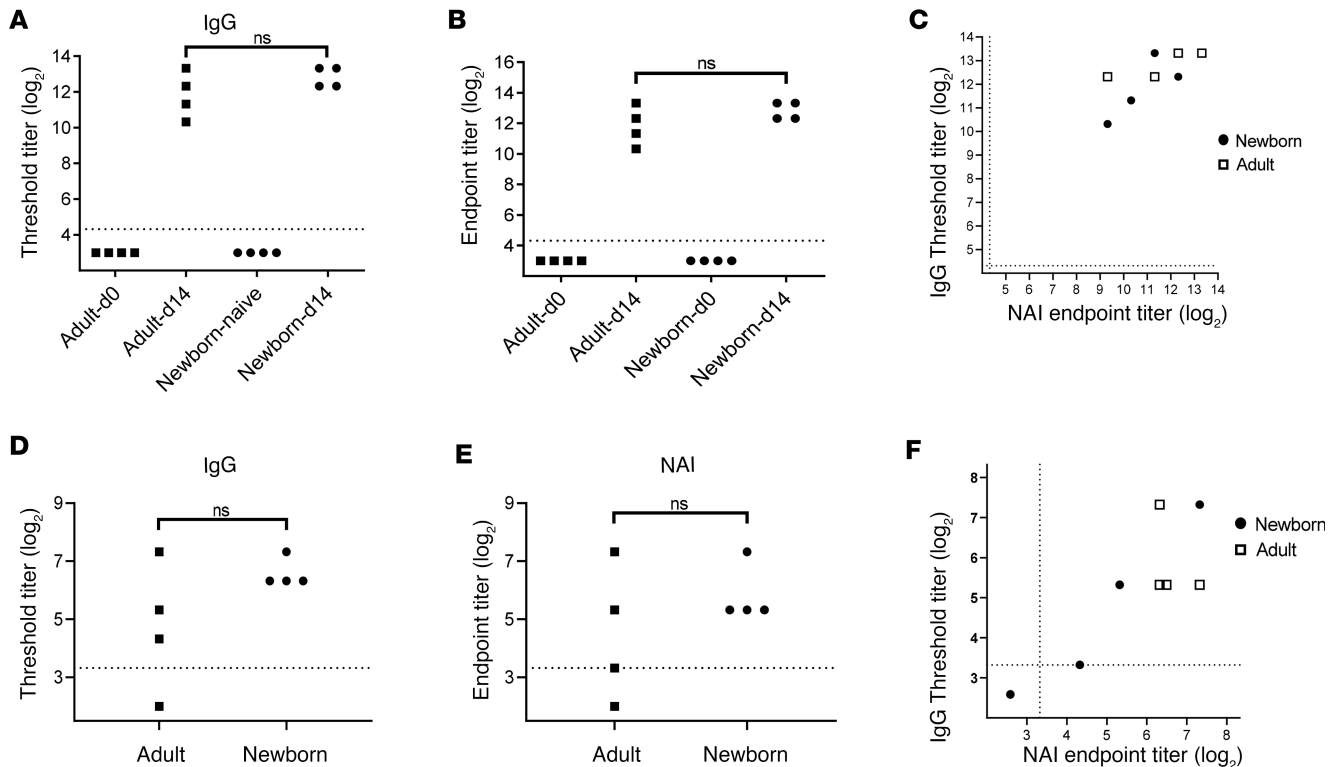 A
IgG
ns
Threshold titer (log2)
14
12
10
8
6
4
Adult-d0
Adult-d14
Newborn-naive
Newborn-d14
B
ns
Endpoint titer (log2)
16
14
12
10
8
6
4
Adult-d0
Adult-d14
Newborn-d0
Newborn-d14
C
IgG Threshold titer (log2)
14
13
12
11
10
9
8
7
6
5
5 6 7 8 9 10 11 12 13 14
NAI endpoint titer (log2)
Newborn
Adult
D
IgG
ns
Threshold titer (log2)
9
7
5
3
Adult Newborn
E
NAI
ns
Endpoint titer (log2)
9
7
5
3
Adult Newborn
F
IgG Threshold titer (log2)
8
7
6
5
4
3
3 4 5 6 7 8
NAI endpoint titer (log2)
Newborn
Adult